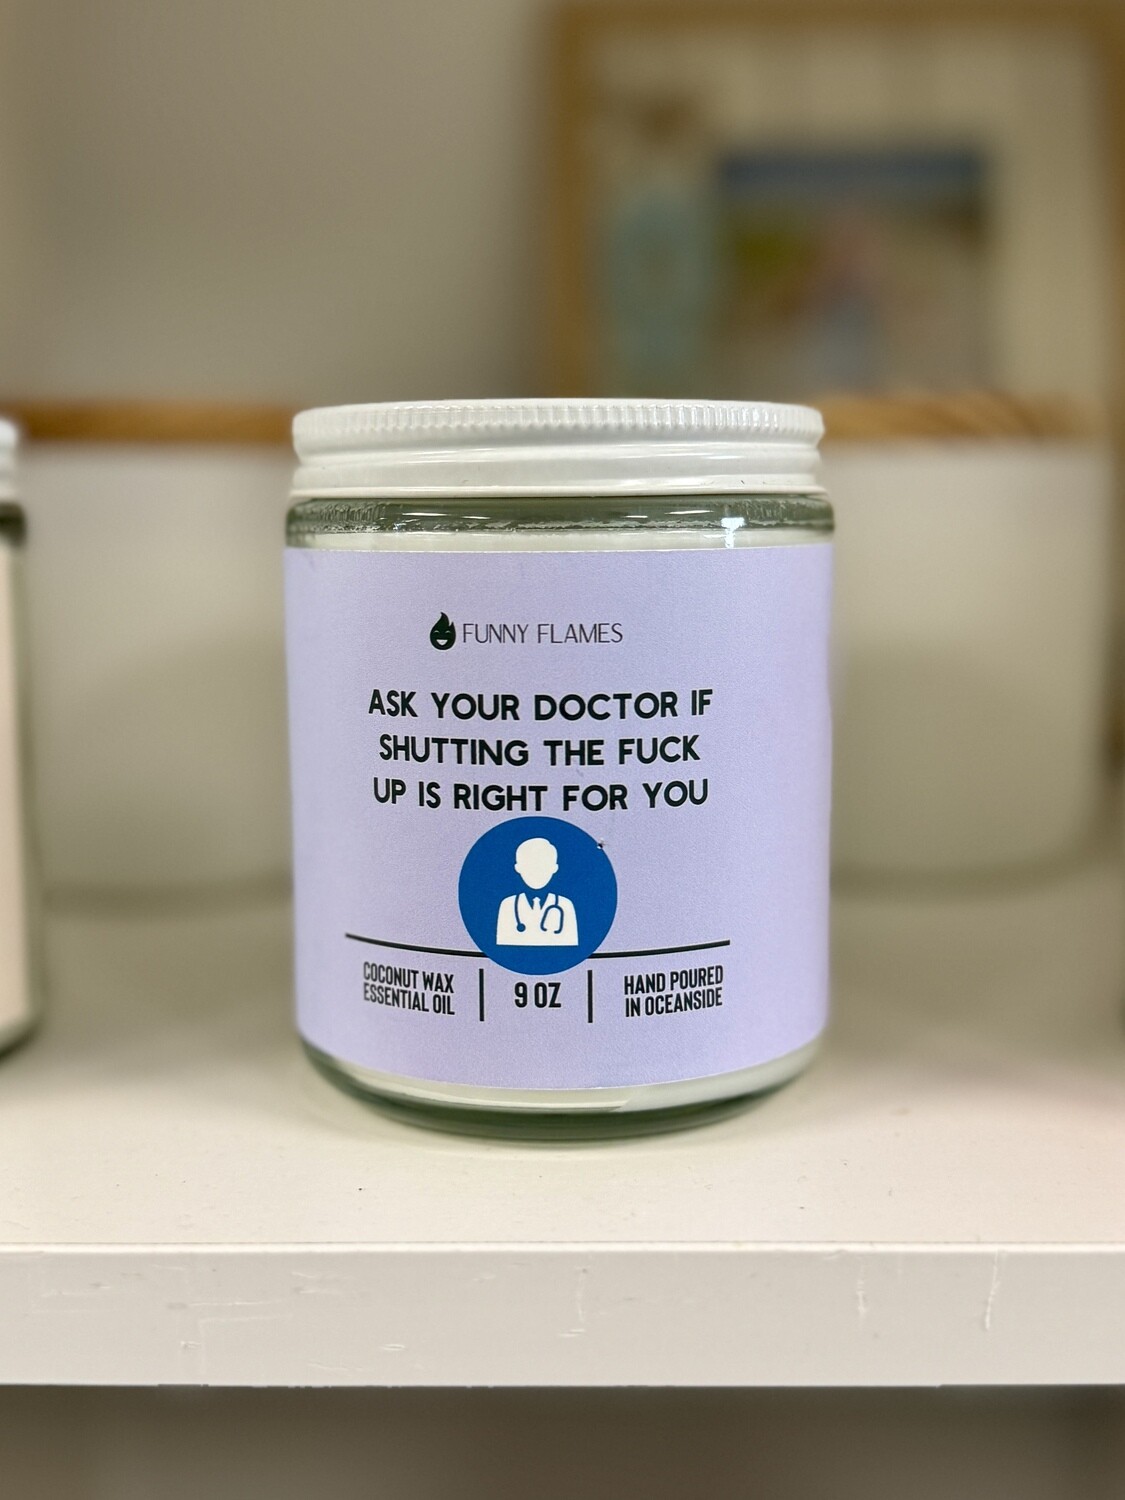 FUNNY FLAMES
ASK YOUR DOCTOR IF
SHUTTING THE FUCK
UP IS RIGHT FOR YOU
COCONUT WAX
ESSENTIAL OIL
9 OZ
HAND POURED
IN OCEANSIDE